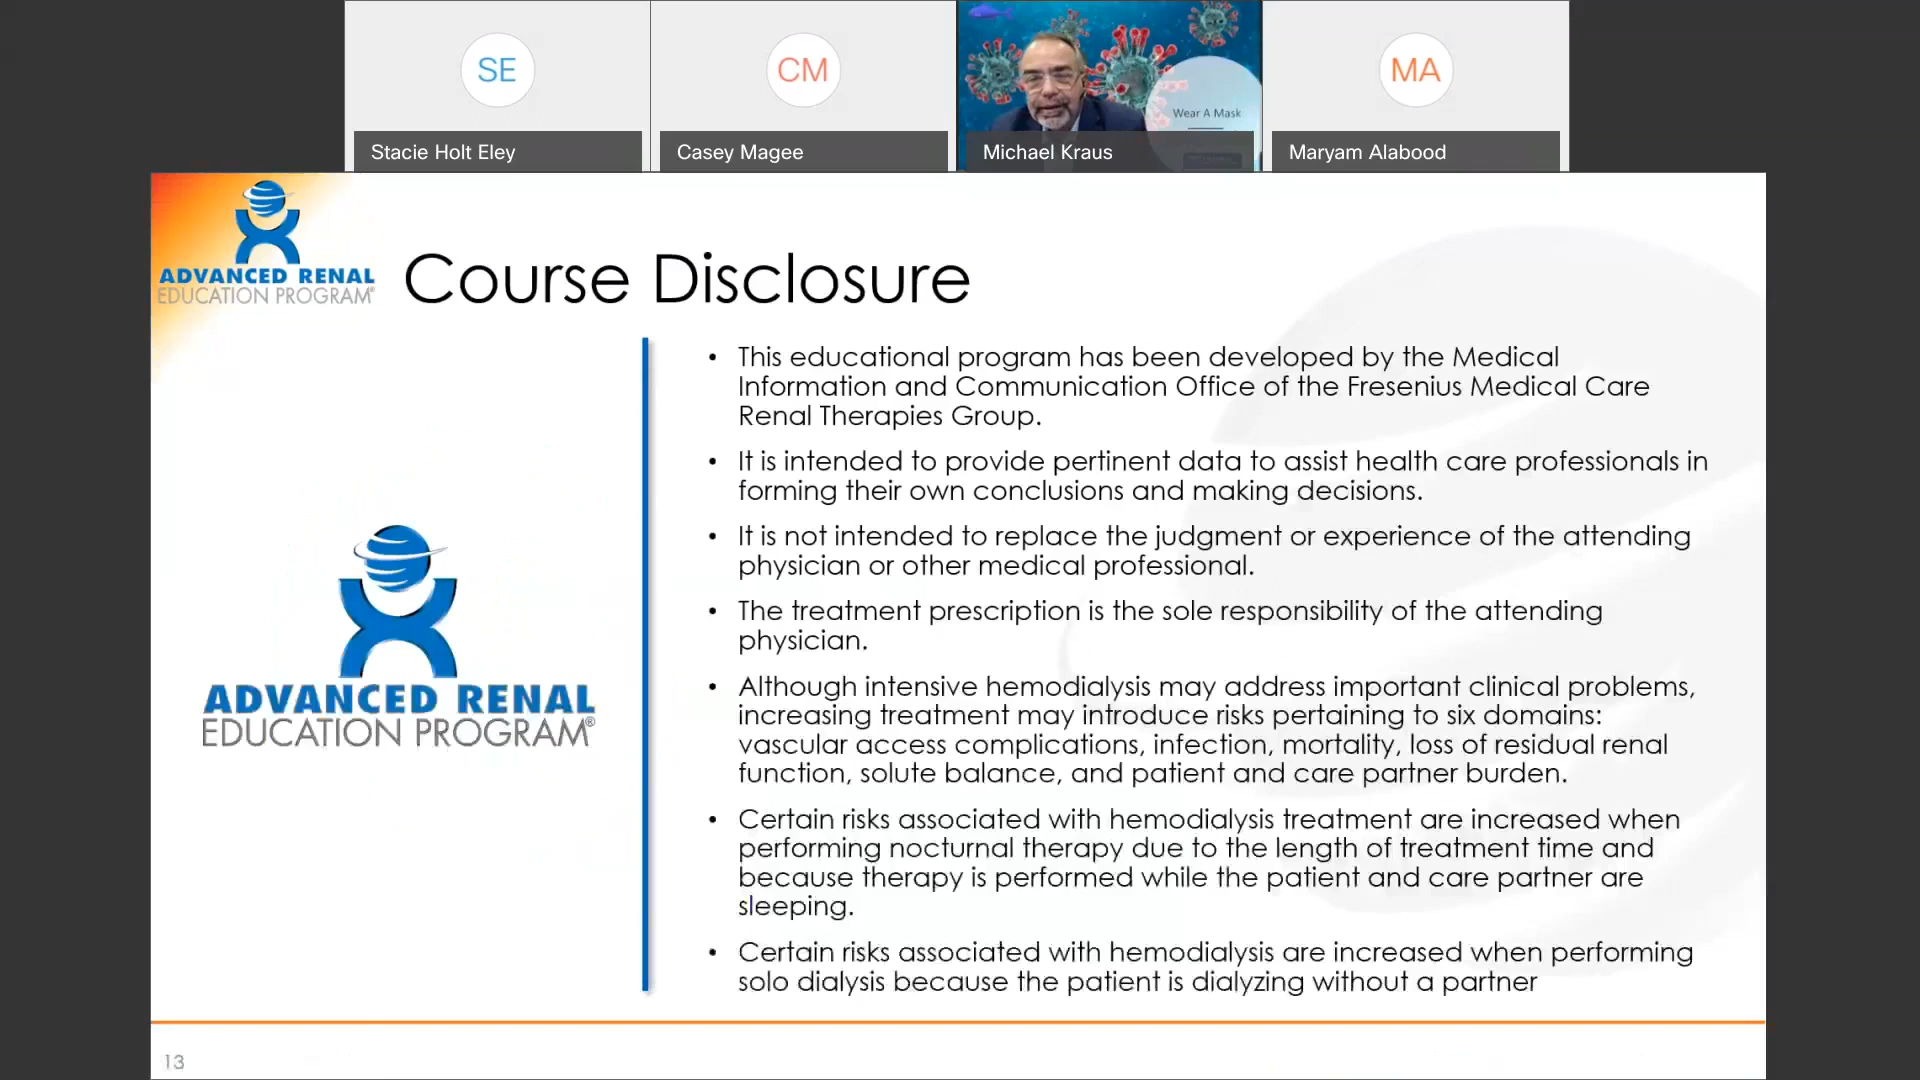 SE
CM
MA
Wear A Mask
Stacie Holt Eley
Casey Magee
Michael Kraus
Maryam Alabood
ADVANCED RENAL
EDUCATION PROGRAM®
Course Disclosure
• This educational program has been developed by the Medical
Information and Communication Office of the Fresenius Medical Care
Renal Therapies Group.
• It is intended to provide pertinent data to assist health care professionals in
forming their own conclusions and making decisions.
• It is not intended to replace the judgment or experience of the attending
physician or other medical professional.
• The treatment prescription is the sole responsibility of the attending
physician.
• Although intensive hemodialysis may address important clinical problems,
increasing treatment may introduce risks pertaining to six domains:
vascular access complications, infection, mortality, loss of residual renal
function, solute balance, and patient and care partner burden.
• Certain risks associated with hemodialysis treatment are increased when
performing nocturnal therapy due to the length of treatment time and
because therapy is performed while the patient and care partner are
sleeping.
• Certain risks associated with hemodialysis are increased when performing
solo dialysis because the patient is dialyzing without a partner
ADVANCED RENAL
EDUCATION PROGRAM®
13